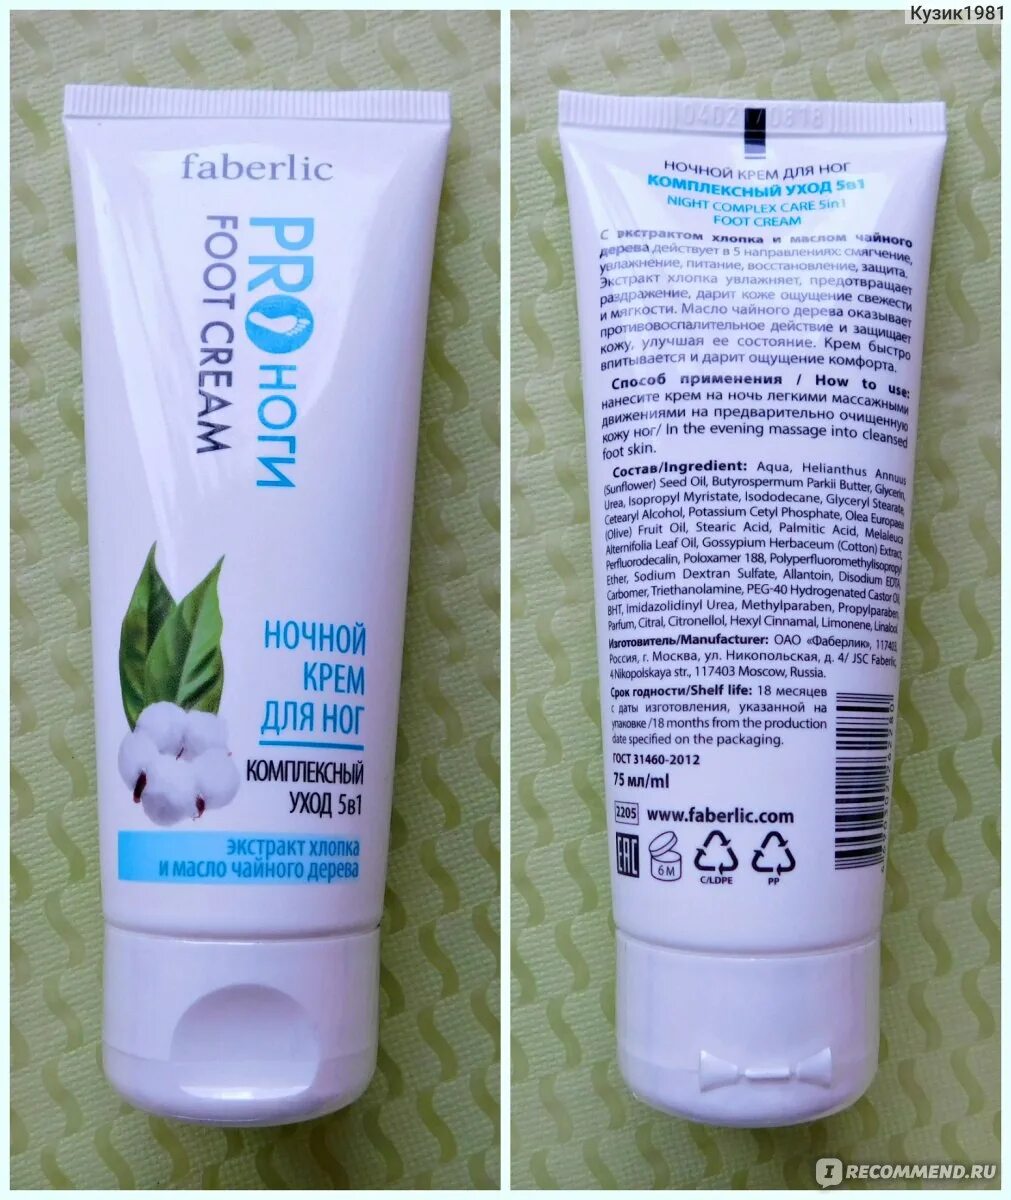 Кузик1981
faberlic
PRO НОГИ
FOOT CREAM
НОЧНОЙ
КРЕМ
ДЛЯ НОГ
КОМПЛЕКСНЫЙ
УХОД 5в1
экстракт хлопка
и масло чайного дерева
НОЧНОЙ КРЕМ ДЛЯ НОГ
КОМПЛЕКСНЫЙ УХОД 5в1
NIGHT COMPLEX CARE 5in1
FOOT CREAM
С экстрактом хлопка и маслом чайного
дерева действует в 5 направлениях: смягчение,
увлажнение, питание, восстановление, защита.
Экстракт хлопка увлажняет, предотвращает
раздражение, дарит коже ощущение свежести
и мягкости. Масло чайного дерева оказывает
противовоспалительное действие и защищает
кожу, улучшая ее состояние. Крем быстро
впитывается и дарит ощущение комфорта.
Способ применения / How to use:
нанесите крем на ночь легкими массажными
движениями на предварительно очищенную
кожу ног/ In the evening massage into cleansed
foot skin.
Состав/Ingredient: Aqua, Helianthus Annuus
(Sunflower) Seed Oil, Butyrospermum Parkii Butter, Glycerin,
Urea, Isopropyl Myristate, Isododecane, Glyceryl Stearate,
Cetearyl Alcohol, Potassium Cetyl Phosphate, Olea Europaea
(Olive) Fruit Oil, Stearic Acid, Palmitic Acid, Melaleuca
Alternifolia Leaf Oil, Gossypium Herbaceum (Cotton) Extract,
Perfluorodecalin, Poloxamer 188, Polyperfluoromethylisopropyl
Ether, Sodium Dextran Sulfate, Allantoin, Disodium EDTA,
Carbomer, Triethanolamine, PEG-40 Hydrogenated Castor Oil,
BHT, Imidazolidinyl Urea, Methylparaben, Propylparaben,
Parfum, Citral, Citronellol, Hexyl Cinnamal, Limonene, Linalool
Изготовитель/Manufacturer: ОАО «Фаберлик», 117403,
Россия, г. Москва, ул. Никопольская, д. 4/ JSC Faberlic,
4 Nikopolskaya str., 117403 Moscow, Russia.
Срок годности/Shelf life: 18 месяцев
с даты изготовления, указанной на
упаковке /18 months from the production
date specified on the packaging.
ГОСТ 31460-2012
75 мл/ml
2205 www.faberlic.com
EAC 6M C/LDPE PP
IRECOMMEND.RU